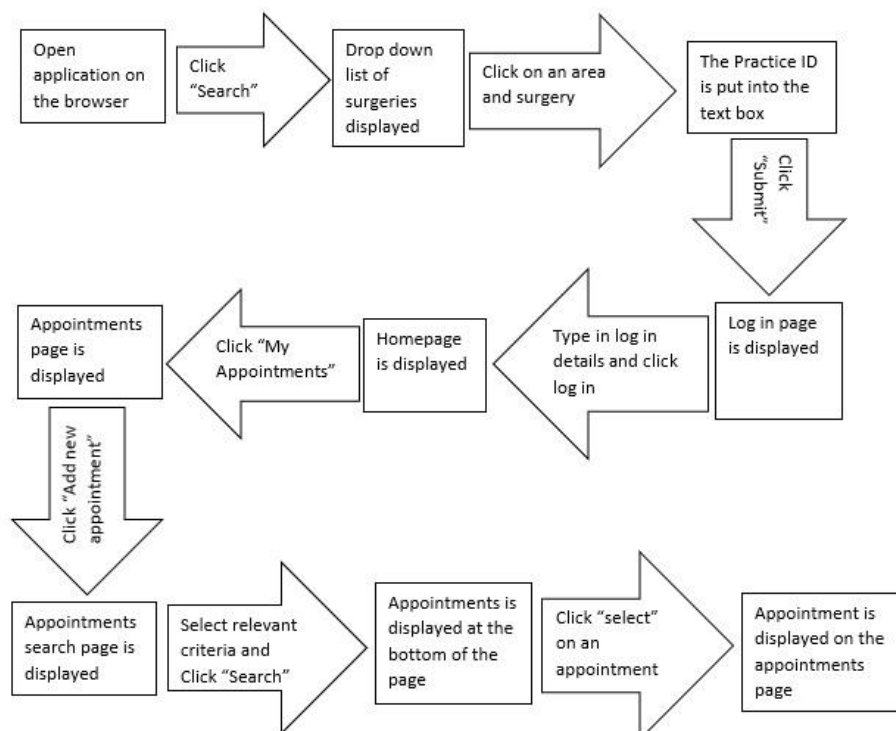 Open
application on
the browser
Click
“Search”
Drop down
list of
surgeries
displayed
Click on an area
and surgery
The Practice ID
is put into the
text box
Click
“Submit”
Log in page
is displayed
Type in log in
details and click
log in
Homepage
is displayed
Click “My
Appointments”
Appointments
page is
displayed
Click “Add new
appointment”
Appointments
search page is
displayed
Select relevant
criteria and
Click “Search”
Appointments is
displayed at the
bottom of the
page
Click “select”
on an
appointment
Appointment is
displayed on the
appointments
page